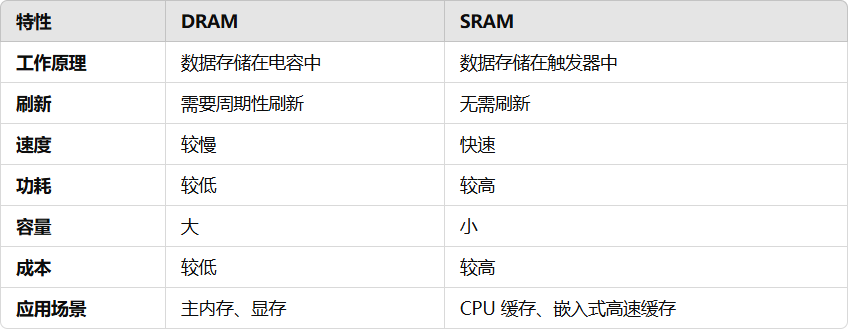 特性 DRAM SRAM
工作原理 数据存储在电容中 数据存储在触发器中
刷新 需要周期性刷新 无需刷新
速度 较慢 快速
功耗 较低 较高
容量 大 小
成本 较低 较高
应用场景 主内存、显存 CPU 缓存、嵌入式高速缓存